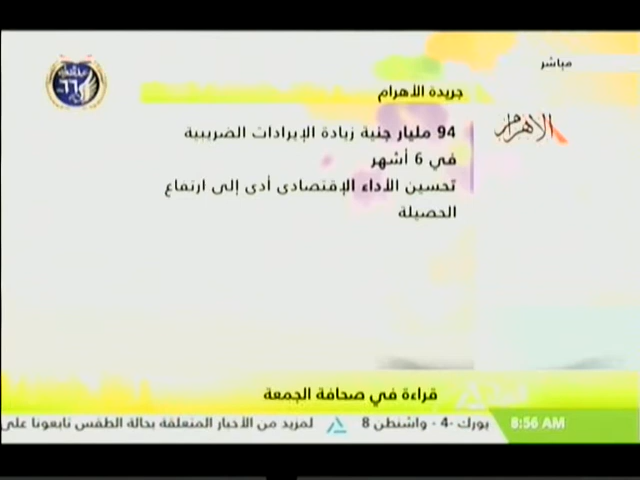 مباشر
جريدة الأهرام
الاهرام
94 مليار جنية زيادة الإيرادات الضريبية
في 6 أشهر
تحسين الأداء الإقتصادى أدى إلى ارتفاع
الحصيلة
قراءة في صحافة الجمعة
يورك -4 - واشنطن 8 لمزيد من الأخبار المتعلقة بحالة الطقس تابعونا على
8:56 AM